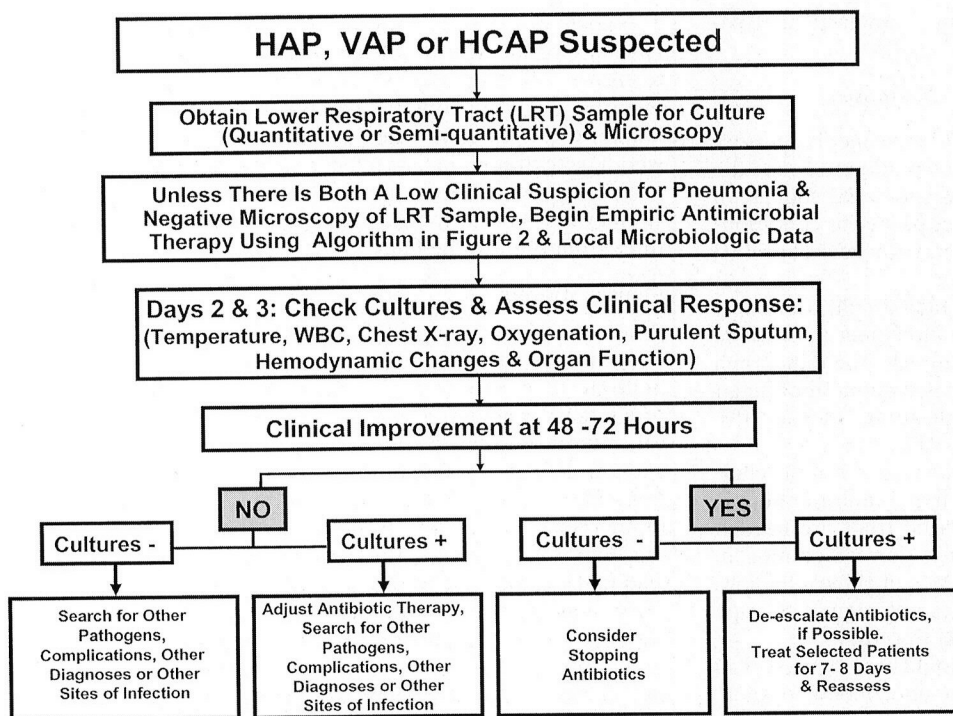 HAP, VAP or HCAP Suspected
Obtain Lower Respiratory Tract (LRT) Sample for Culture
(Quantitative or Semi-quantitative) & Microscopy
Unless There Is Both A Low Clinical Suspicion for Pneumonia &
Negative Microscopy of LRT Sample, Begin Empiric Antimicrobial
Therapy Using Algorithm in Figure 2 & Local Microbiologic Data
Days 2 & 3: Check Cultures & Assess Clinical Response:
(Temperature, WBC, Chest X-ray, Oxygenation, Purulent Sputum,
Hemodynamic Changes & Organ Function)
Clinical Improvement at 48 -72 Hours
NO
YES
Cultures -
Cultures +
Cultures -
Cultures +
Search for Other
Pathogens,
Complications, Other
Diagnoses or Other
Sites of Infection
Adjust Antibiotic Therapy,
Search for Other
Pathogens,
Complications, Other
Diagnoses or Other
Sites of Infection
Consider
Stopping
Antibiotics
De-escalate Antibiotics,
if Possible.
Treat Selected Patients
for 7- 8 Days
& Reassess